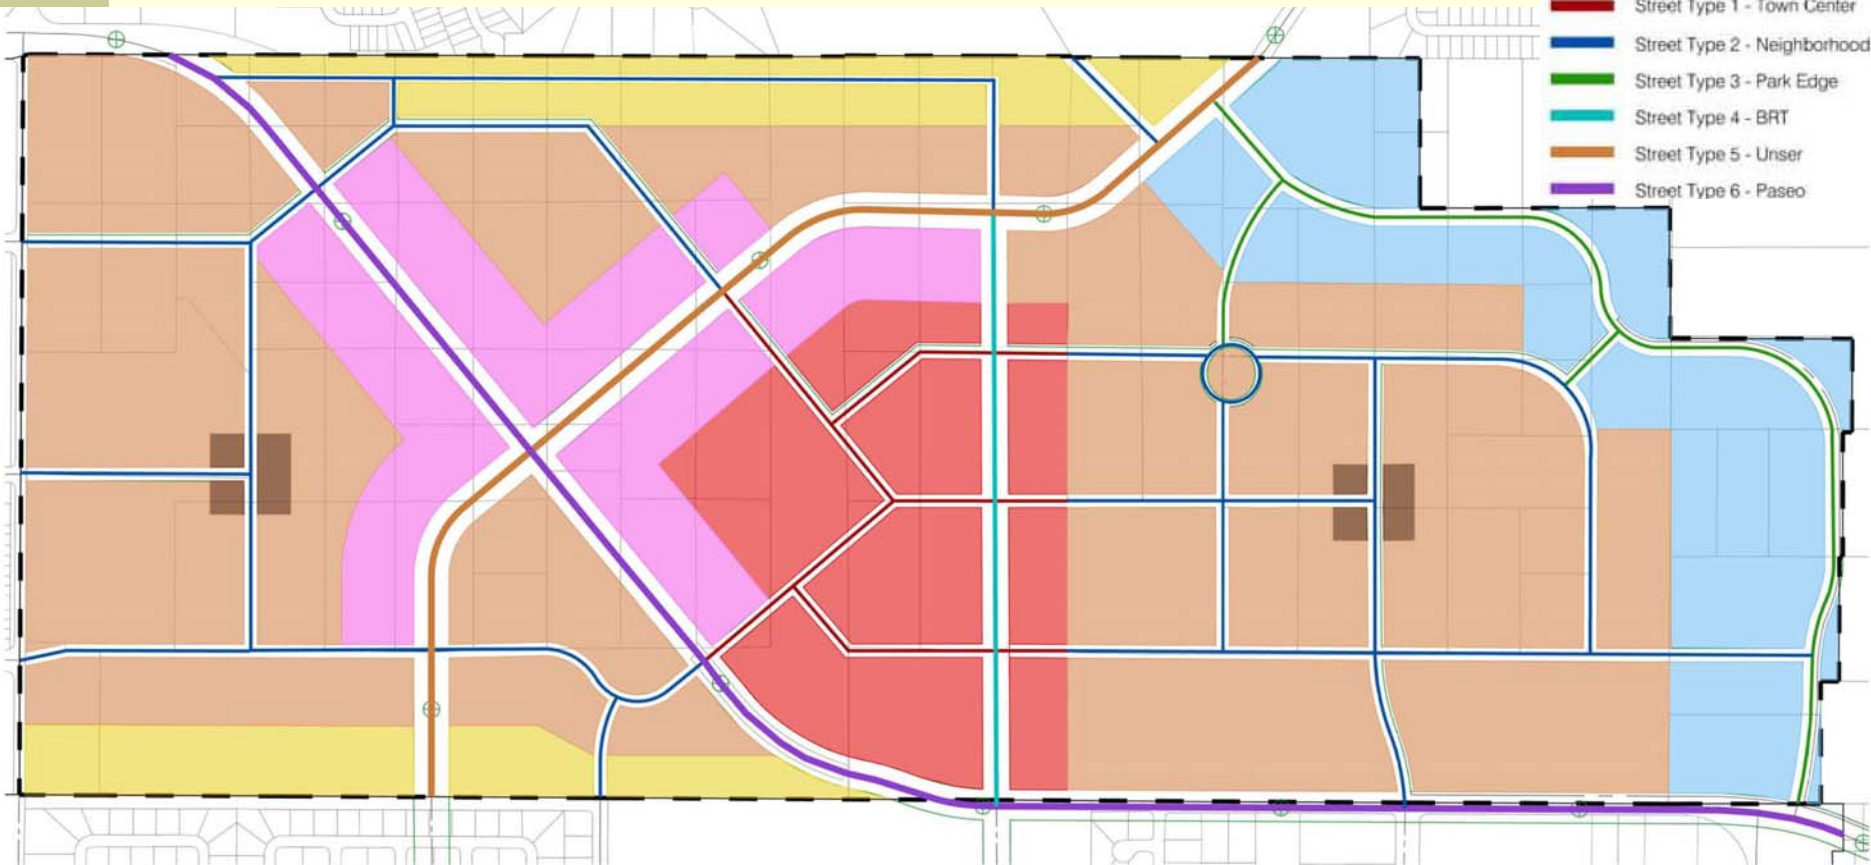 Street Type 1 - Town Center
Street Type 2 - Neighborhood
Street Type 3 - Park Edge
Street Type 4 - BRT
Street Type 5 - Unser
Street Type 6 - Paseo